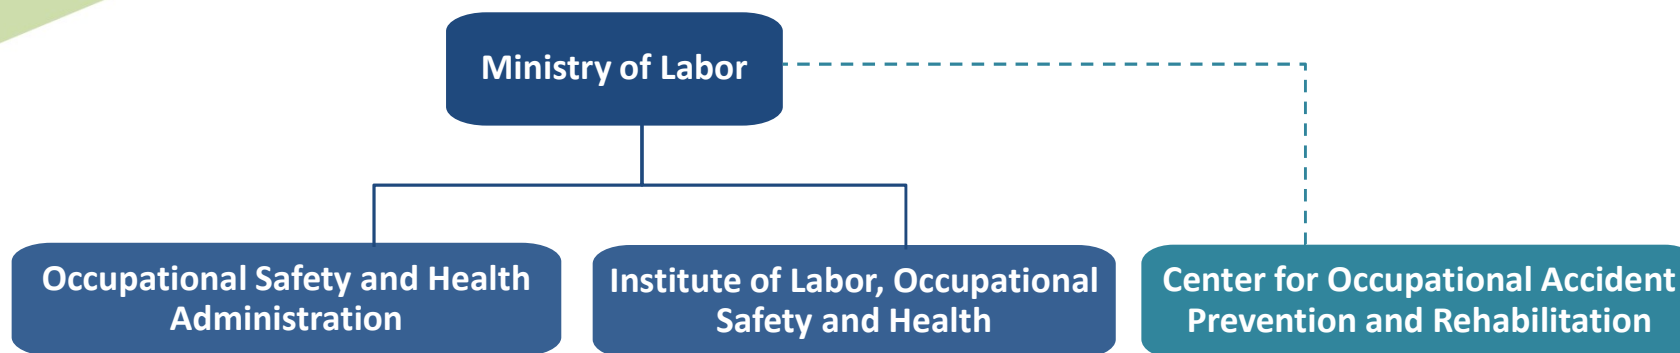 Ministry of Labor
Occupational Safety and Health
Administration
Institute of Labor, Occupational
Safety and Health
Center for Occupational Accident
Prevention and Rehabilitation